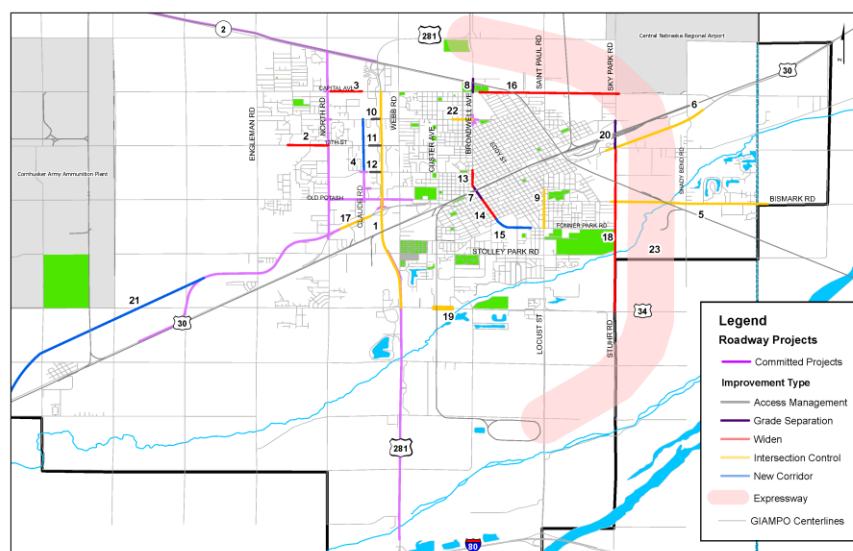 2
281
Central Nebraska Regional Airport
30
SAINT PAUL RD
SKY PARK RD
8
16
CAPITAL AVE
3
6
ENGLEMAN RD
NORTH RD
WEBB RD
BROADWELL AVE
10
22
20
2
13TH ST
11
CUSTER AVE
EDDY ST
Cornhusker Army Ammunition Plant
4
12
13
SHADY BEND RD
OLD POTASH
CLAUDE RD
7
9
BISMARK RD
17
14
5
1
15
FONNER PARK RD
18
STOLLEY PARK RD
23
21
30
19
LOCUST ST
STUHR RD
34
281
80
Legend
Roadway Projects
Committed Projects
Improvement Type
Access Management
Grade Separation
Widen
Intersection Control
New Corridor
Expressway
GIAMPO Centerlines